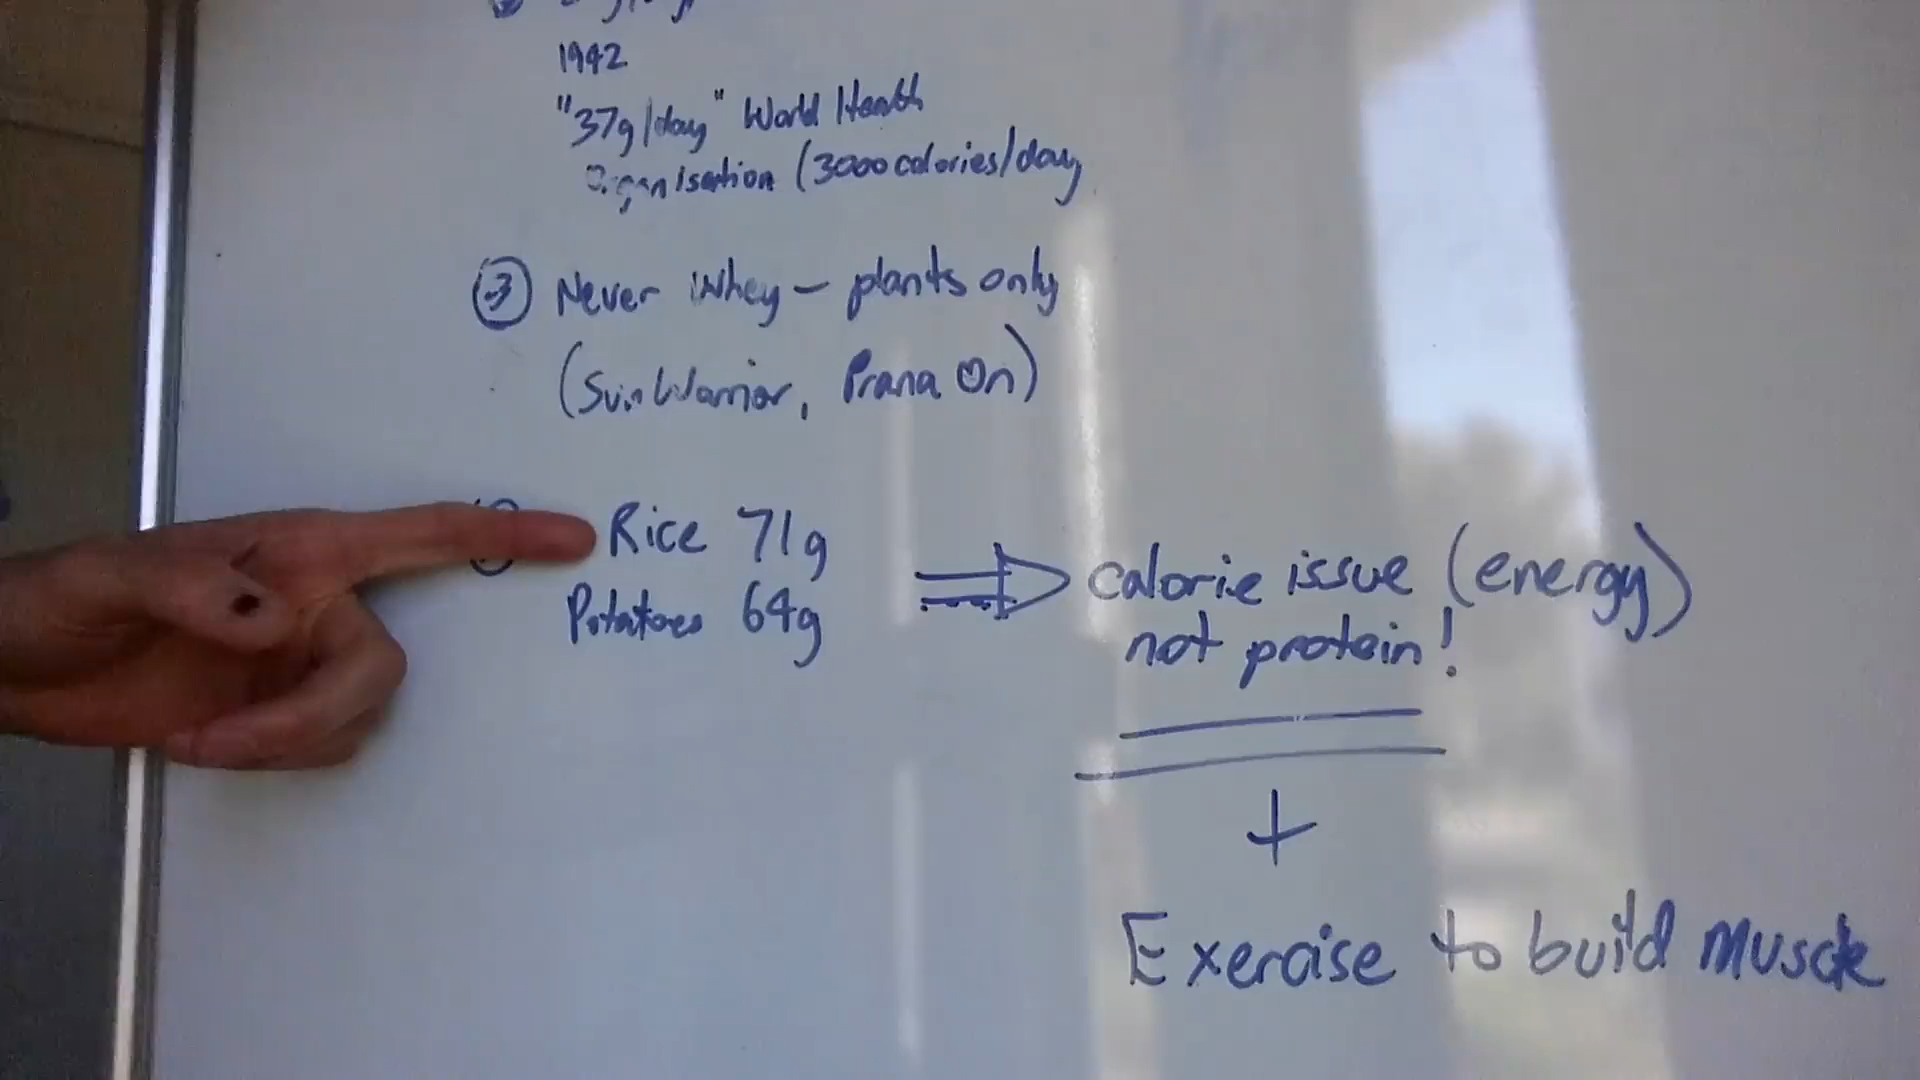 1942
"37g/day" World Health
Organisation (3000 calories/day
③ Never Whey - plants only
(SunWarrior, Prana On)
Rice 71g
Potatoes 64g
calorie issue (energy)
not protein!
+
Exercise to build muscle